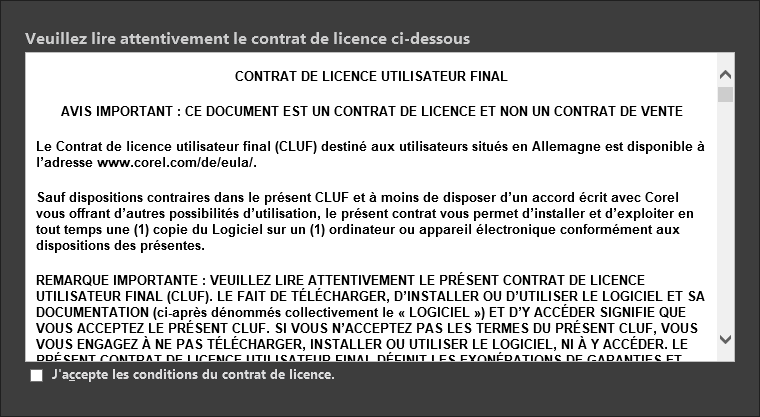 Veuillez lire attentivement le contrat de licence ci-dessous
CONTRAT DE LICENCE UTILISATEUR FINAL
AVIS IMPORTANT : CE DOCUMENT EST UN CONTRAT DE LICENCE ET NON UN CONTRAT DE VENTE
Le Contrat de licence utilisateur final (CLUF) destiné aux utilisateurs situés en Allemagne est disponible à
l’adresse www.corel.com/de/eula/.
Sauf dispositions contraires dans le présent CLUF et à moins de disposer d’un accord écrit avec Corel
vous offrant d’autres possibilités d’utilisation, le présent contrat vous permet d’installer et d’exploiter en
tout temps une (1) copie du Logiciel sur un (1) ordinateur ou appareil électronique conformément aux
dispositions des présentes.
REMARQUE IMPORTANTE : VEUILLEZ LIRE ATTENTIVEMENT LE PRÉSENT CONTRAT DE LICENCE
UTILISATEUR FINAL (CLUF). LE FAIT DE TÉLÉCHARGER, D’INSTALLER OU D’UTILISER LE LOGICIEL ET SA
DOCUMENTATION (ci-après dénommés collectivement le « LOGICIEL ») ET D’Y ACCÉDER SIGNIFIE QUE
VOUS ACCEPTEZ LE PRÉSENT CLUF. SI VOUS N’ACCEPTEZ PAS LES TERMES DU PRÉSENT CLUF, VOUS
VOUS ENGAGEZ À NE PAS TÉLÉCHARGER, INSTALLER OU UTILISER LE LOGICIEL, NI À Y ACCÉDER. LE
PRÉSENT CONTRAT DE LICENCE UTILISATEUR FINAL DÉFINIT LES EXONÉRATIONS DE GARANTIES ET
J'accepte les conditions du contrat de licence.